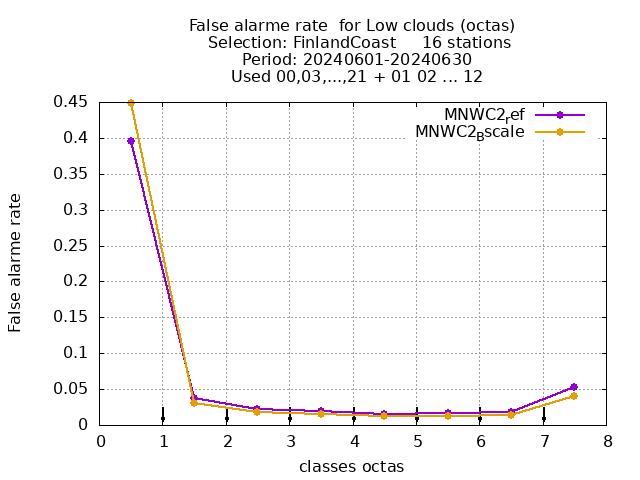 False alarme rate  for Low clouds (octas)
Selection: FinlandCoast     16 stations
Period: 20240601-20240630
Used 00,03,...,21 + 01 02 ... 12
MNWC2ref
MNWC2Bscale
False alarme rate
0.45
0.4
0.35
0.3
0.25
0.2
0.15
0.1
0.05
0
0 1 2 3 4 5 6 7 8
classes octas